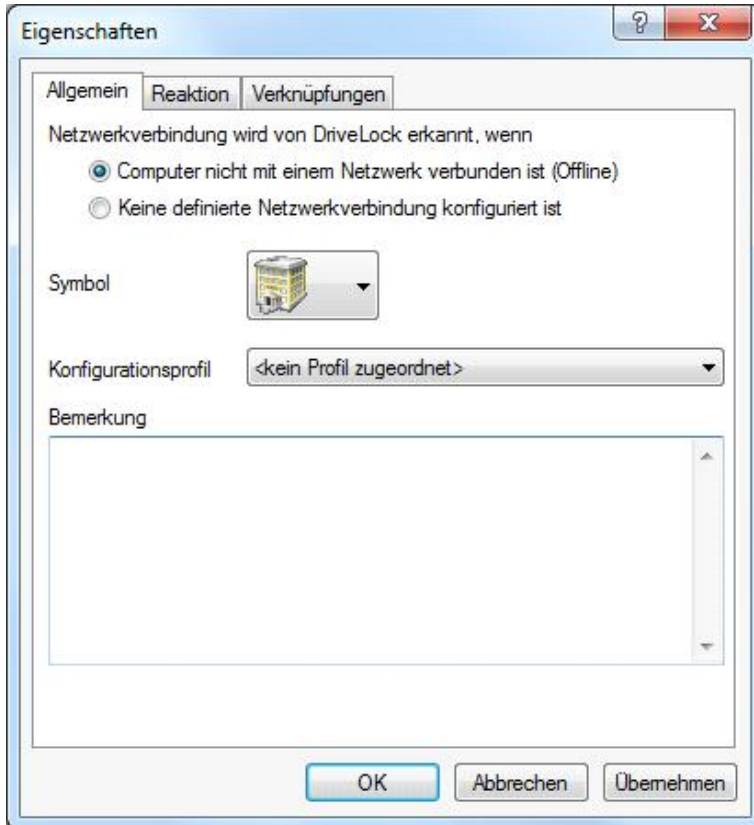 Eigenschaften
Allgemein Reaktion Verknüpfungen
Netzwerkverbindung wird von DriveLock erkannt, wenn
Computer nicht mit einem Netzwerk verbunden ist (Offline)
Keine definierte Netzwerkverbindung konfiguriert ist
Symbol
Konfigurationsprofil <kein Profil zugeordnet>
Bemerkung
OK Abbrechen Übernehmen